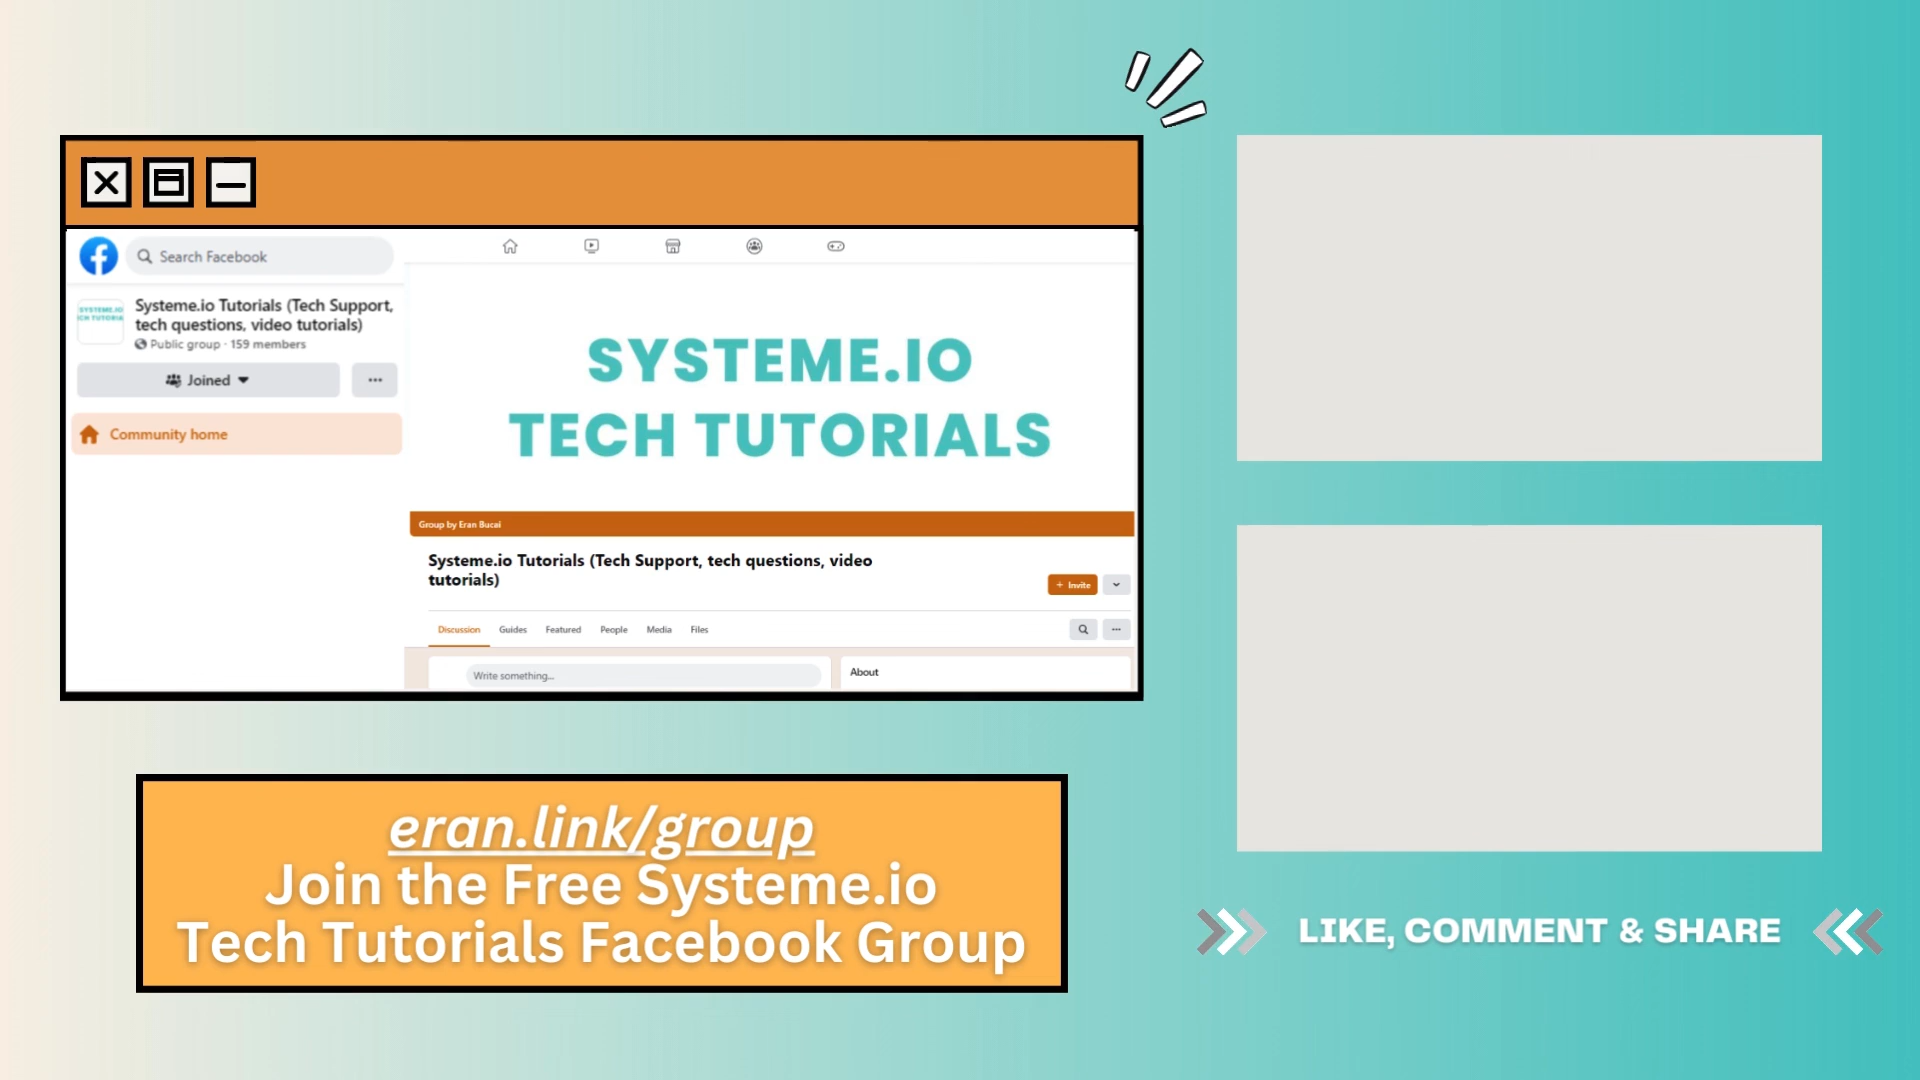 Search Facebook
SYSTEME.IO
Systeme.io Tutorials (Tech Support,
tech questions, video tutorials)
Public group · 159 members
Joined
Community home
SYSTEME.IO
TECH TUTORIALS
Group by Eran Bucai
Systeme.io Tutorials (Tech Support, tech questions, video
tutorials)
+ Invite
Discussion Guides Featured People Media Files
Write something...
About
eran.link/group
Join the Free Systeme.io
Tech Tutorials Facebook Group
LIKE, COMMENT & SHARE